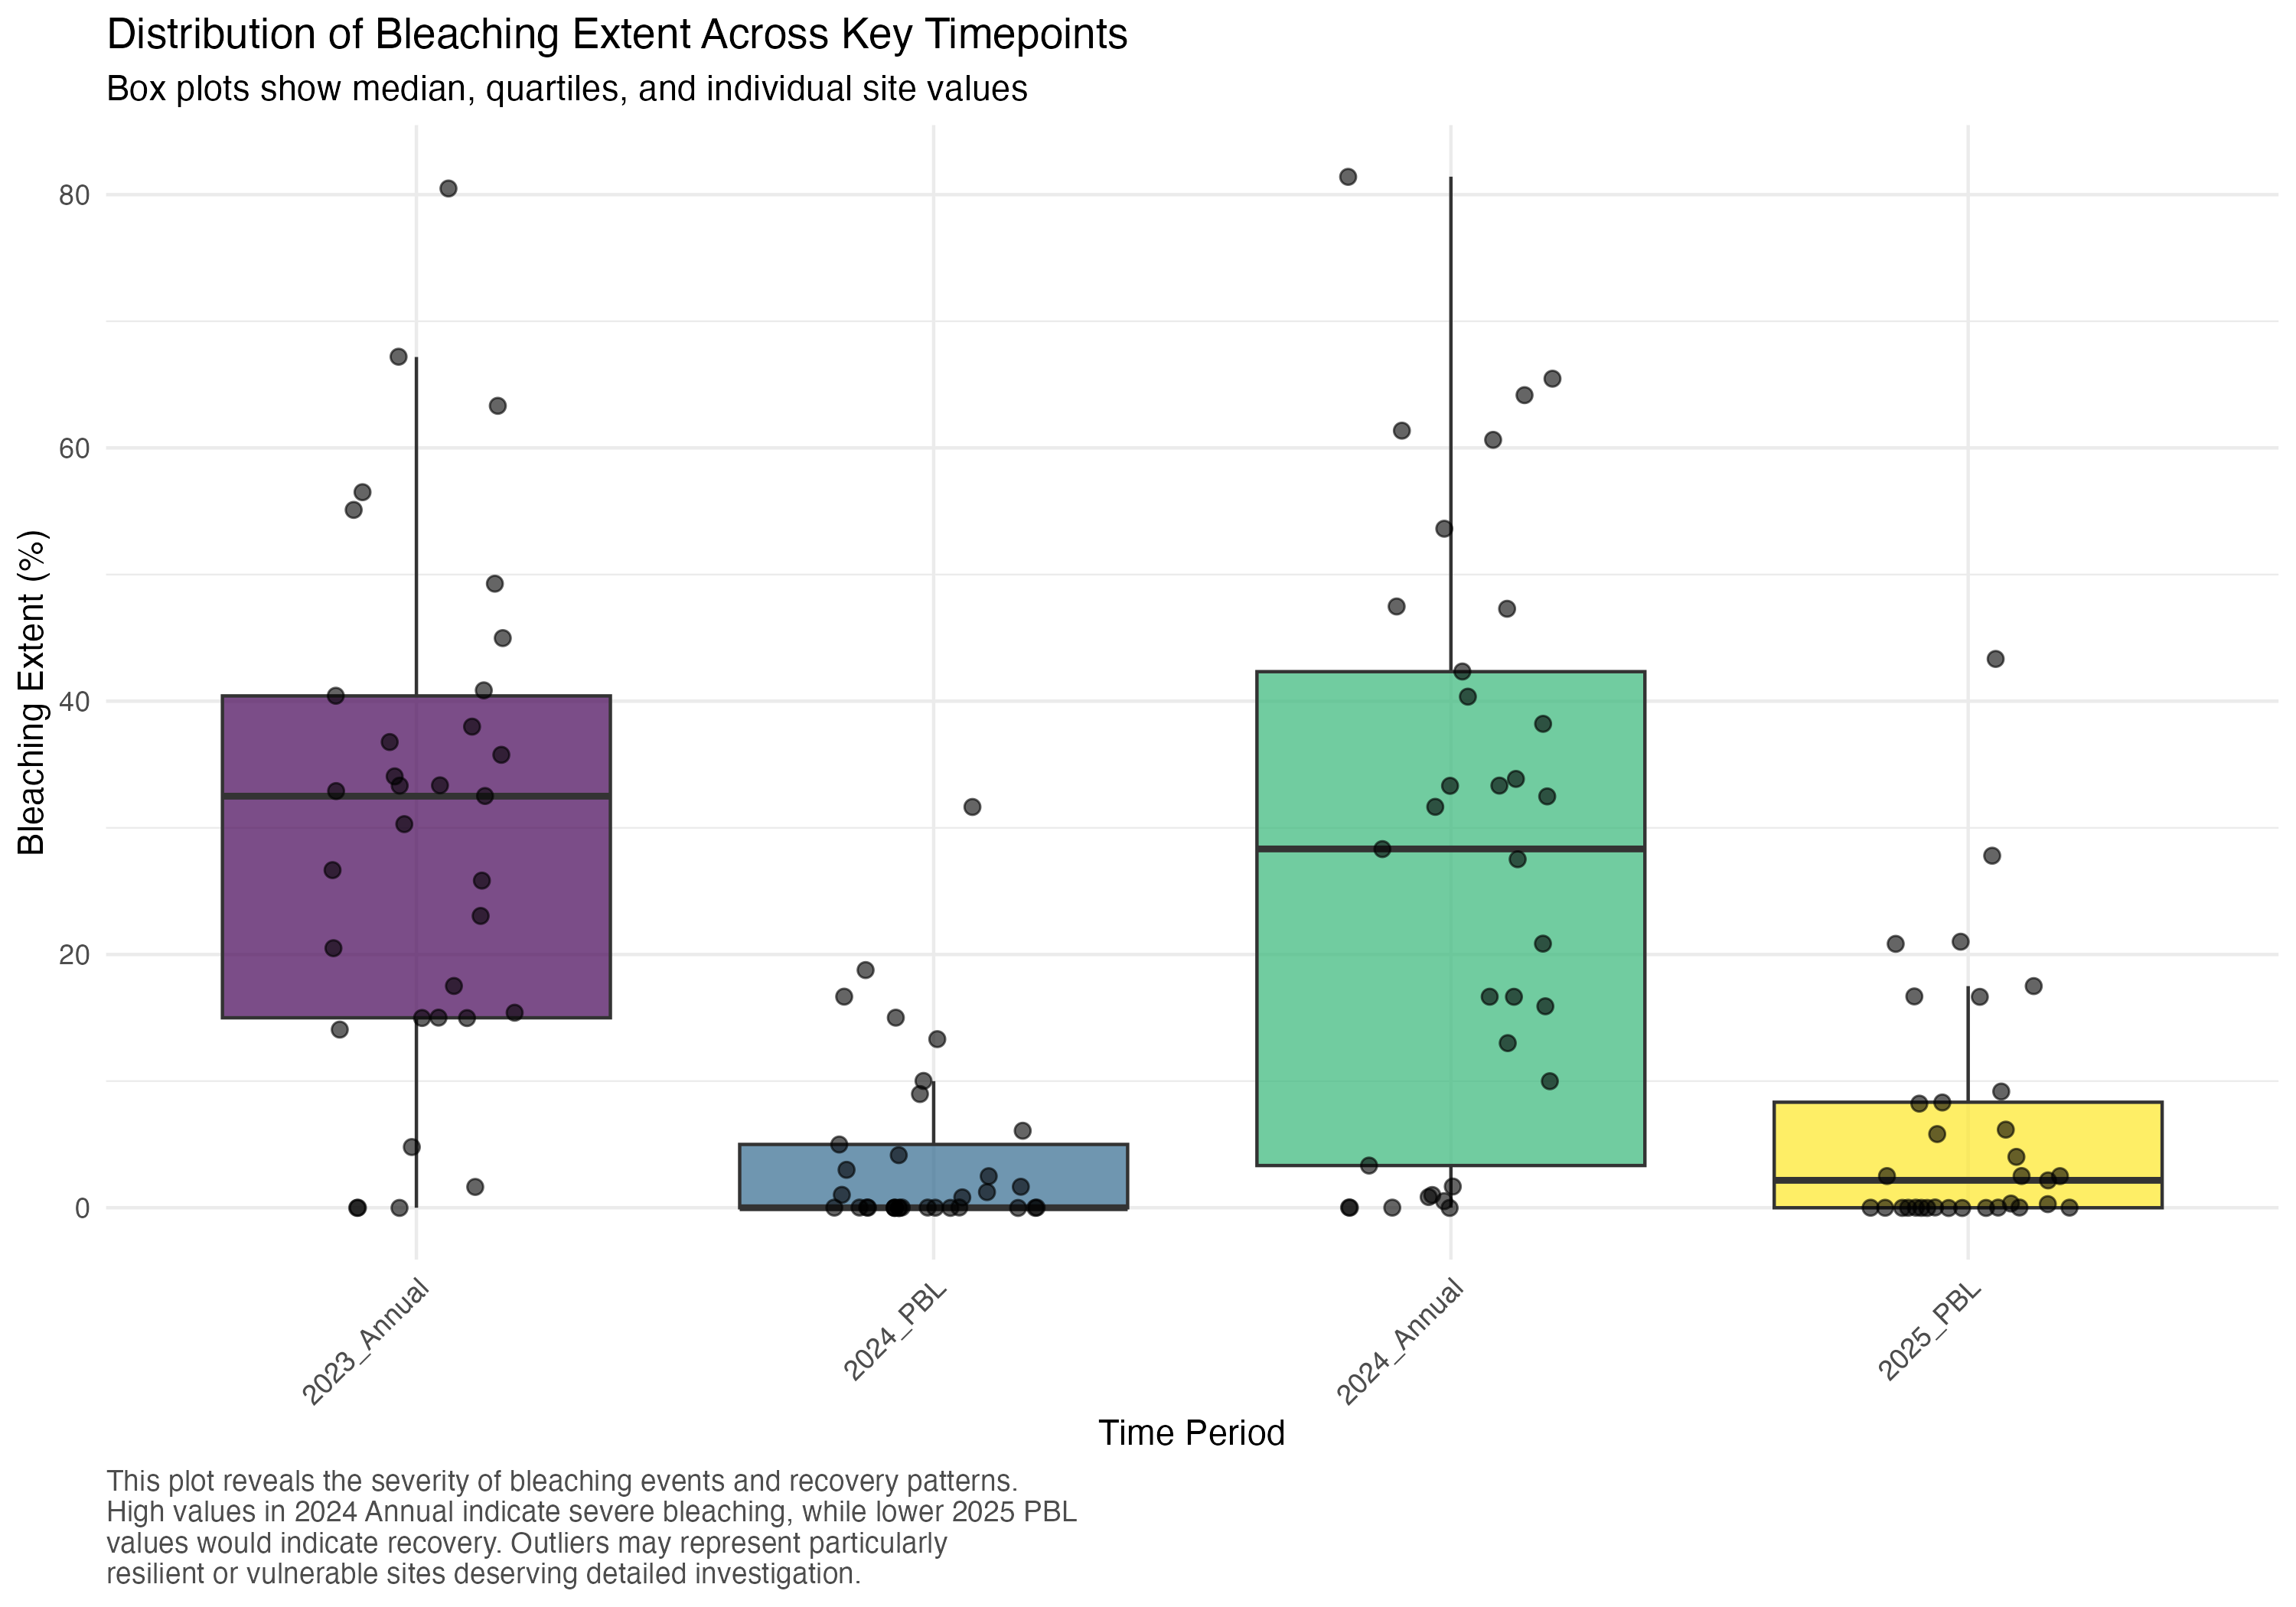 Distribution of Bleaching Extent Across Key Timepoints
Box plots show median, quartiles, and individual site values
Bleaching Extent (%)
80
60
40
20
0
2023_Annual
2024_PBL
2024_Annual
2025_PBL
Time Period
This plot reveals the severity of bleaching events and recovery patterns.
High values in 2024 Annual indicate severe bleaching, while lower 2025 PBL
values would indicate recovery. Outliers may represent particularly
resilient or vulnerable sites deserving detailed investigation.